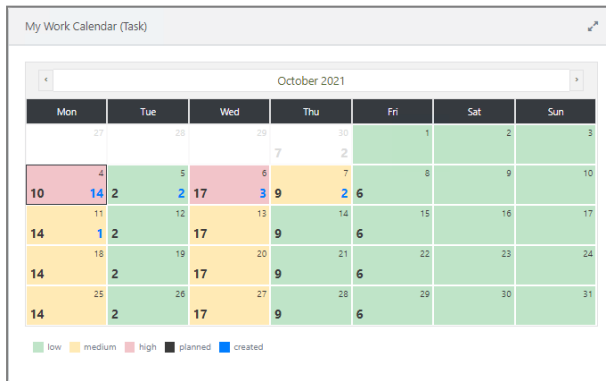 My Work Calendar (Task)
October 2021
Mon Tue Wed Thu Fri Sat Sun
27 28 29 30 1 2 3
7 2
4 5 6 7 8 9 10
10 14 2 2 17 3 9 2 6
11 12 13 14 15 16 17
14 1 2 17 9 6
18 19 20 21 22 23 24
14 2 17 9 6
25 26 27 28 29 30 31
14 2 17 9 6
low medium high planned created